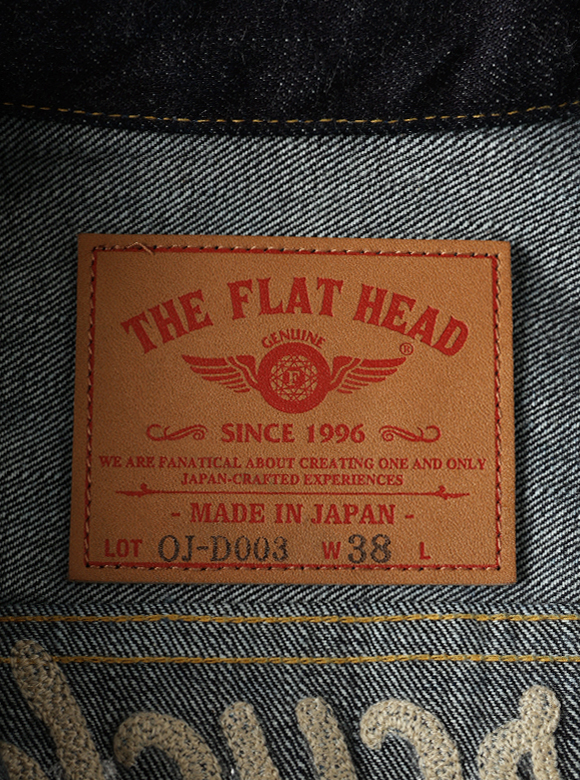 THE FLAT HEAD
GENUINE
®
F
SINCE 1996
WE ARE FANATICAL ABOUT CREATING ONE AND ONLY
JAPAN-CRAFTED EXPERIENCES
- MADE IN JAPAN -
LOT OJ-D003 W 38 L